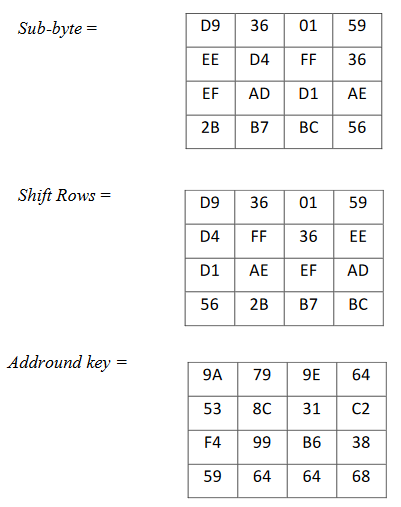 Sub-byte =
D9 36 01 59
EE D4 FF 36
EF AD D1 AE
2B B7 BC 56
Shift Rows =
D9 36 01 59
D4 FF 36 EE
D1 AE EF AD
56 2B B7 BC
Addround key =
9A 79 9E 64
53 8C 31 C2
F4 99 B6 38
59 64 64 68